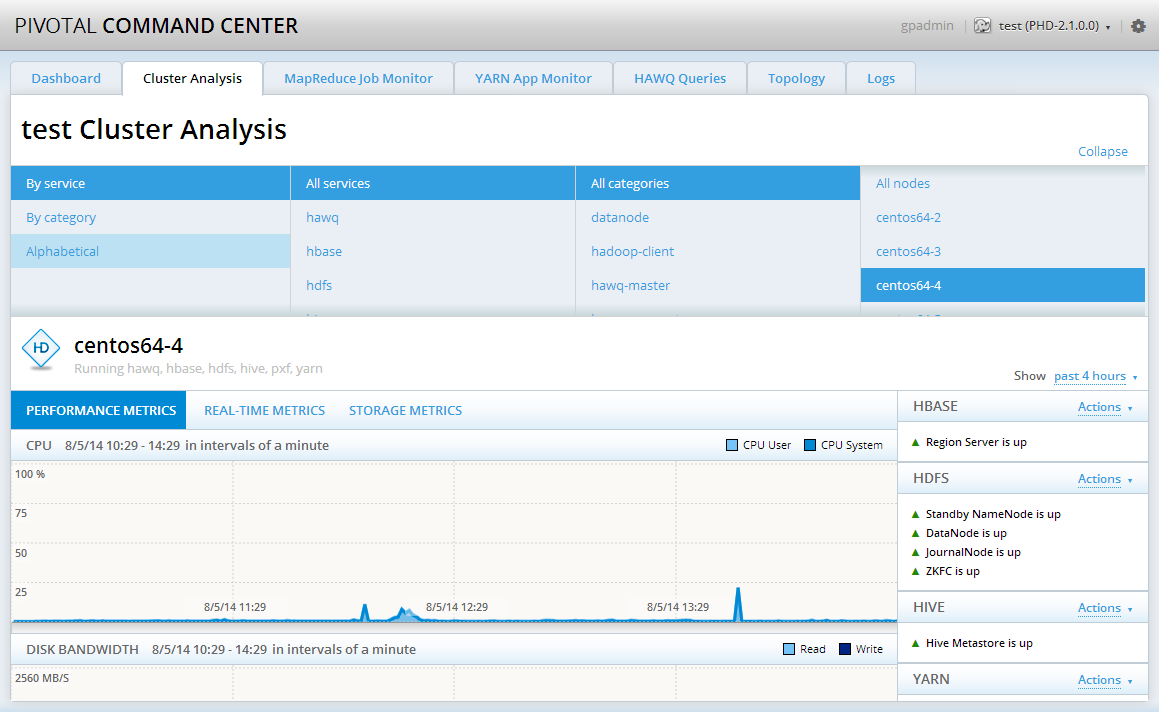 PIVOTAL COMMAND CENTER
gpadmin
test (PHD-2.1.0.0)
Dashboard
Cluster Analysis
MapReduce Job Monitor
YARN App Monitor
HAWQ Queries
Topology
Logs
test Cluster Analysis
Collapse
By service
By category
Alphabetical
All services
hawq
hbase
hdfs
All categories
datanode
hadoop-client
hawq-master
All nodes
centos64-2
centos64-3
centos64-4
HD
centos64-4
Running hawq, hbase, hdfs, hive, pxf, yarn
Show past 4 hours
PERFORMANCE METRICS
REAL-TIME METRICS
STORAGE METRICS
CPU 8/5/14 10:29 - 14:29 in intervals of a minute
CPU User
CPU System
100 %
75
50
25
8/5/14 11:29
8/5/14 12:29
8/5/14 13:29
DISK BANDWIDTH 8/5/14 10:29 - 14:29 in intervals of a minute
Read
Write
2560 MB/S
HBASE
Actions
Region Server is up
HDFS
Actions
Standby NameNode is up
DataNode is up
JournalNode is up
ZKFC is up
HIVE
Actions
Hive Metastore is up
YARN
Actions